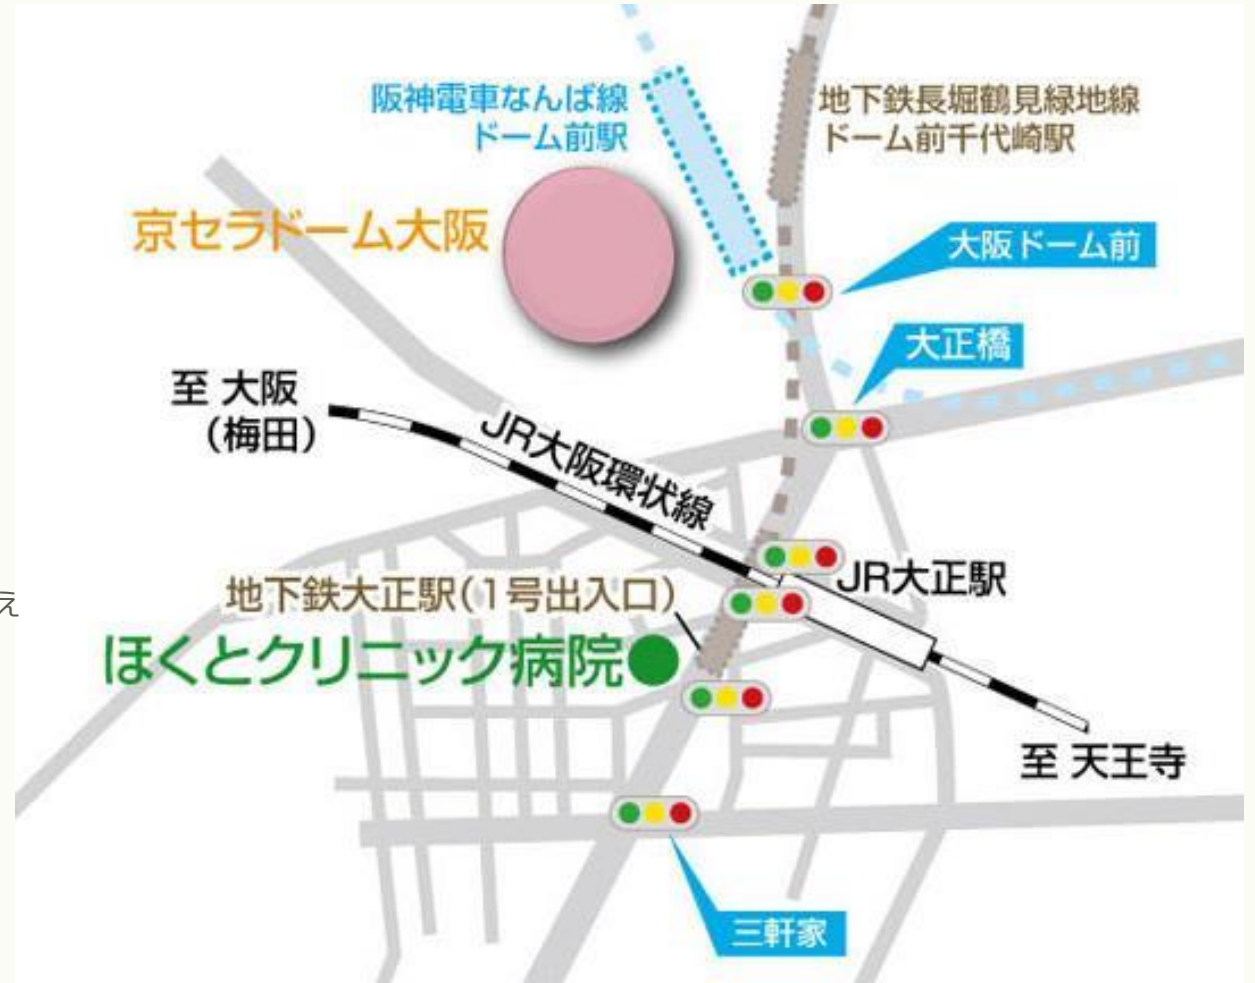 阪神電車なんば線
ドーム前駅
地下鉄長堀鶴見緑地線
ドーム前千代崎駅
京セラドーム大阪
大阪ドーム前
大正橋
至 大阪
(梅田)
JR大阪環状線
JR大正駅
え
地下鉄大正駅(1号出入口)
ほくとクリニック病院
至 天王寺
三軒家